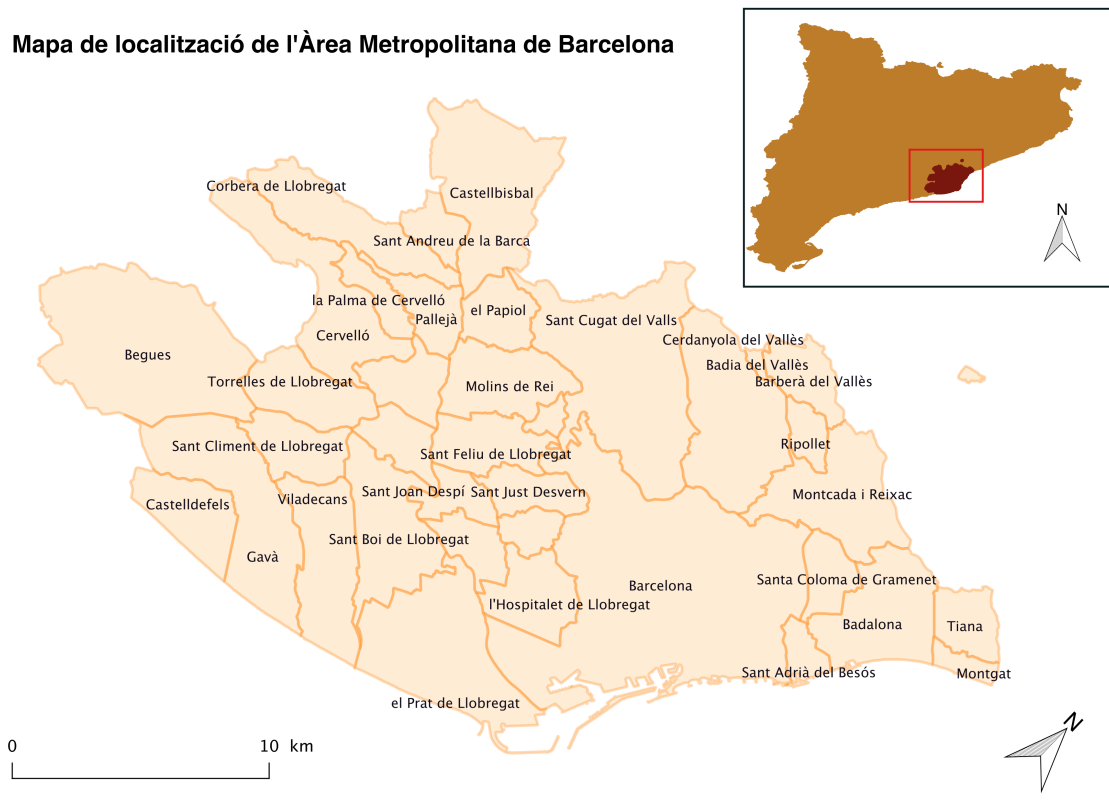 Mapa de localització de l'Àrea Metropolitana de Barcelona
N
Corbera de Llobregat
Castellbisbal
Sant Andreu de la Barca
la Palma de Cervelló
el Papiol
Pallejà
Sant Cugat del Valls
Cervelló
Cerdanyola del Vallès
Begues
Badia del Vallès
Torrelles de Llobregat
Molins de Rei
Barberà del Vallès
Sant Climent de Llobregat
Sant Feliu de Llobregat
Ripollet
Castelldefels
Viladecans
Sant Joan Despí
Sant Just Desvern
Montcada i Reixac
Sant Boi de Llobregat
Gavà
Barcelona
Santa Coloma de Gramenet
l'Hospitalet de Llobregat
Badalona
Tiana
Sant Adrià del Besós
Montgat
el Prat de Llobregat
N
0 10 km